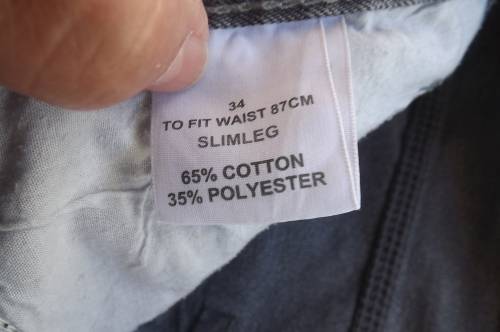 34
TO FIT WAIST 87CM
SLIMLEG
65% COTTON
35% POLYESTER